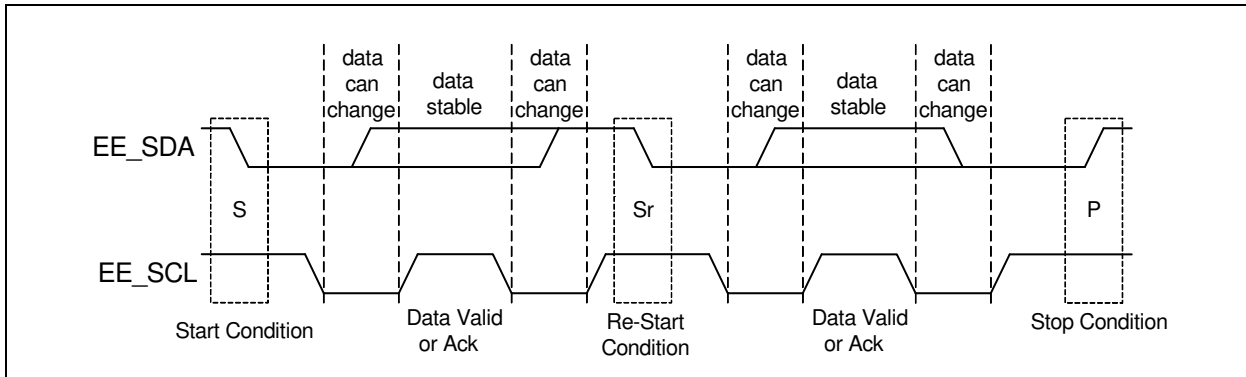 data
can
change
data
stable
data
can
change
data
can
change
data
stable
data
can
change
EE_SDA
S
Sr
P
EE_SCL
Start Condition
Data Valid
or Ack
Re-Start
Condition
Data Valid
or Ack
Stop Condition